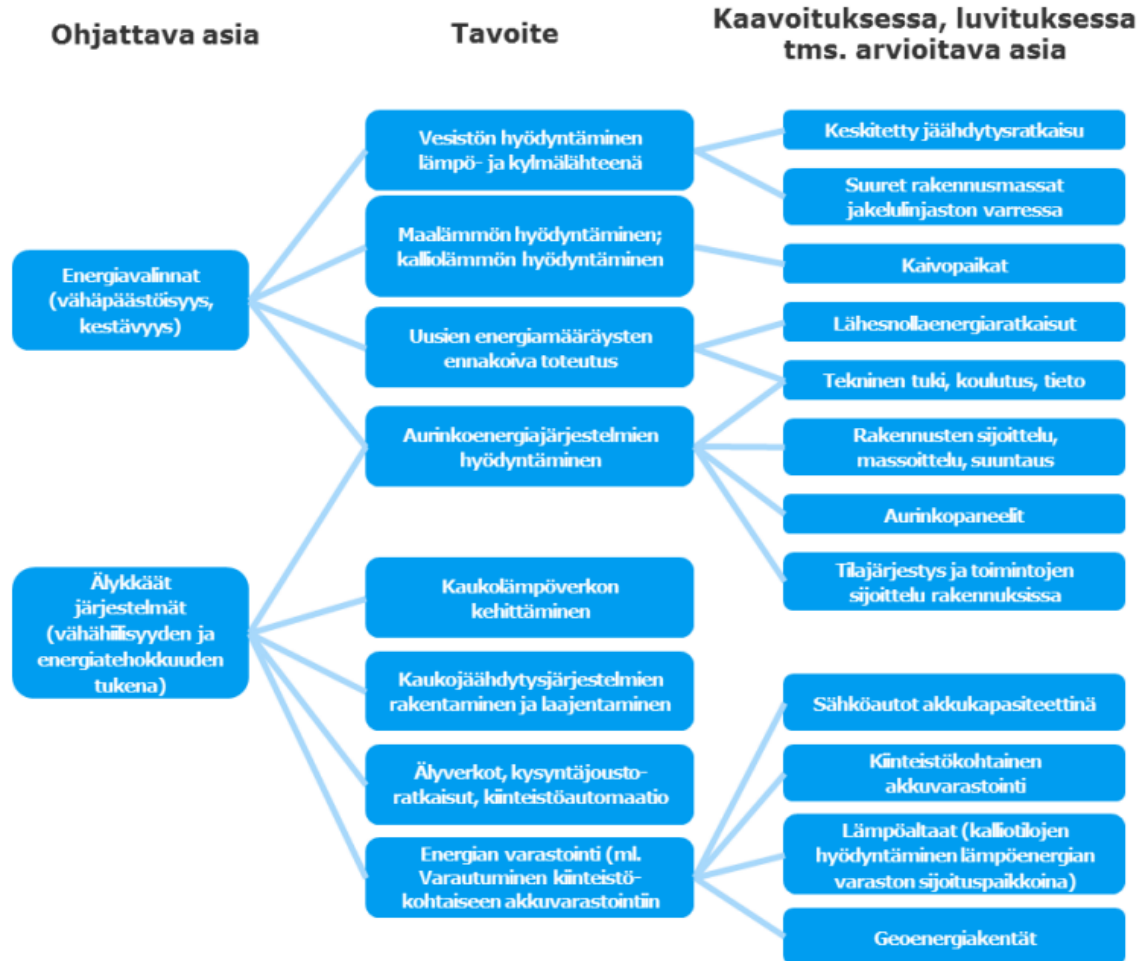 Ohjattava asia
Tavoite
Kaavoituksessa, luvituksessa
tms. arvioitava asia
Energiavalinnat
(vähäpäästöisyys,
kestävyys)
Älykkäät
järjestelmät
(vähähiilisyyden ja
energiatehokkuuden
tukena)
Vesistön hyödyntäminen
lämpö- ja kylmälähteenä
Maalämmön hyödyntäminen;
kalliolämmön hyödyntäminen
Uusien energiamääräysten
ennakoiva toteutus
Aurinkoenergiajärjestelmien
hyödyntäminen
Kaukolämpöverkon
kehittäminen
Kaukojäähdytysjärjestelmien
rakentaminen ja laajentaminen
Älyverkot, kysyntäjousto-
ratkaisut, kiinteistöautomaatio
Energian varastointi (ml.
Varautuminen kiinteistö-
kohtaiseen akkuvarastointiin
Keskitetty jäähdytysratkaisu
Suuret rakennusmassat
jakelulinjaston varressa
Kaivopaikat
Lähesnollaenergiaratkaisut
Tekninen tuki, koulutus, tieto
Rakennusten sijoittelu,
massoittelu, suuntaus
Aurinkopaneelit
Tilajärjestys ja toimintojen
sijoittelu rakennuksissa
Sähköautot akkukapasiteettinä
Kiinteistökohtainen
akkuvarastointi
Lämpöaltaat (kalliotilojen
hyödyntäminen lämpöenergian
varaston sijoituspaikkoina)
Geoenergiakentät